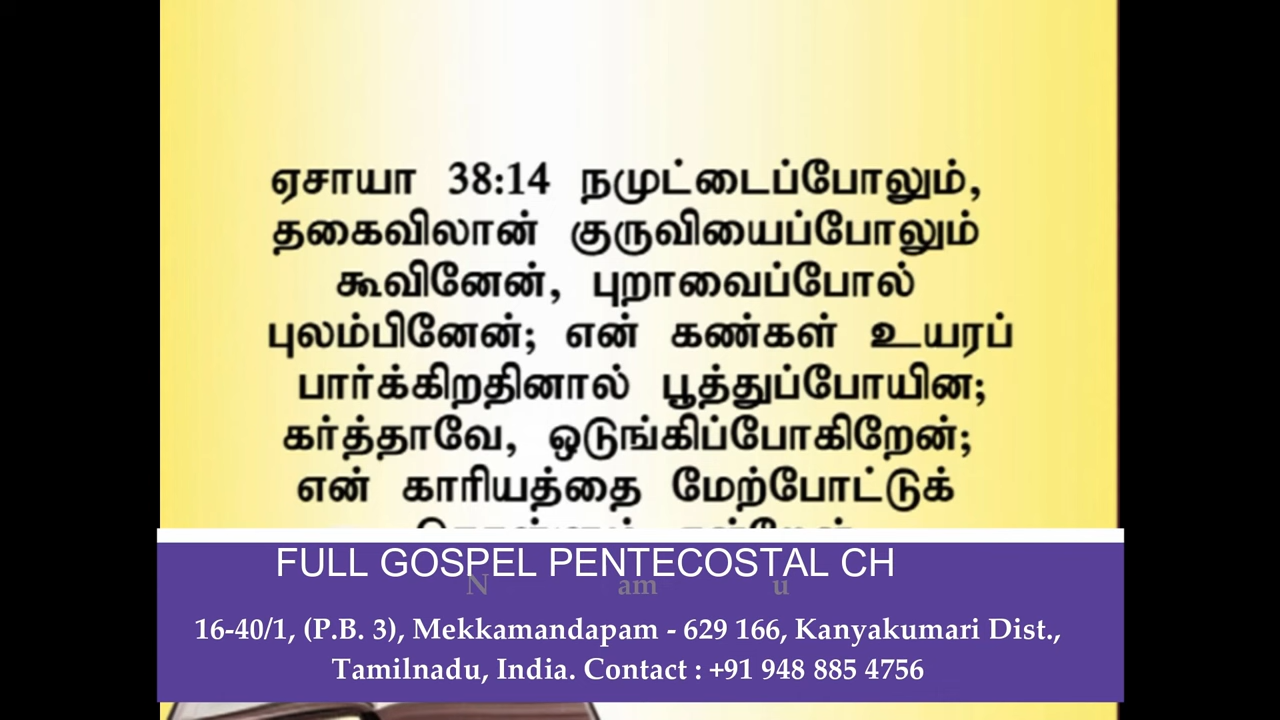 ஏசாயா 38:14 நமுட்டைப்போலும்,
தகைவிலான் குருவியைப்போலும்
கூவினேன், புறாவைப்போல்
புலம்பினேன்; என் கண்கள் உயரப்
பார்க்கிறதினால் பூத்துப்போயின;
கர்த்தாவே, ஒடுங்கிப்போகிறேன்;
என் காரியத்தை மேற்போட்டுக்
FULL GOSPEL PENTECOSTAL CH
N am u
16-40/1, (P.B. 3), Mekkamandapam - 629 166, Kanyakumari Dist.,
Tamilnadu, India. Contact : +91 948 885 4756